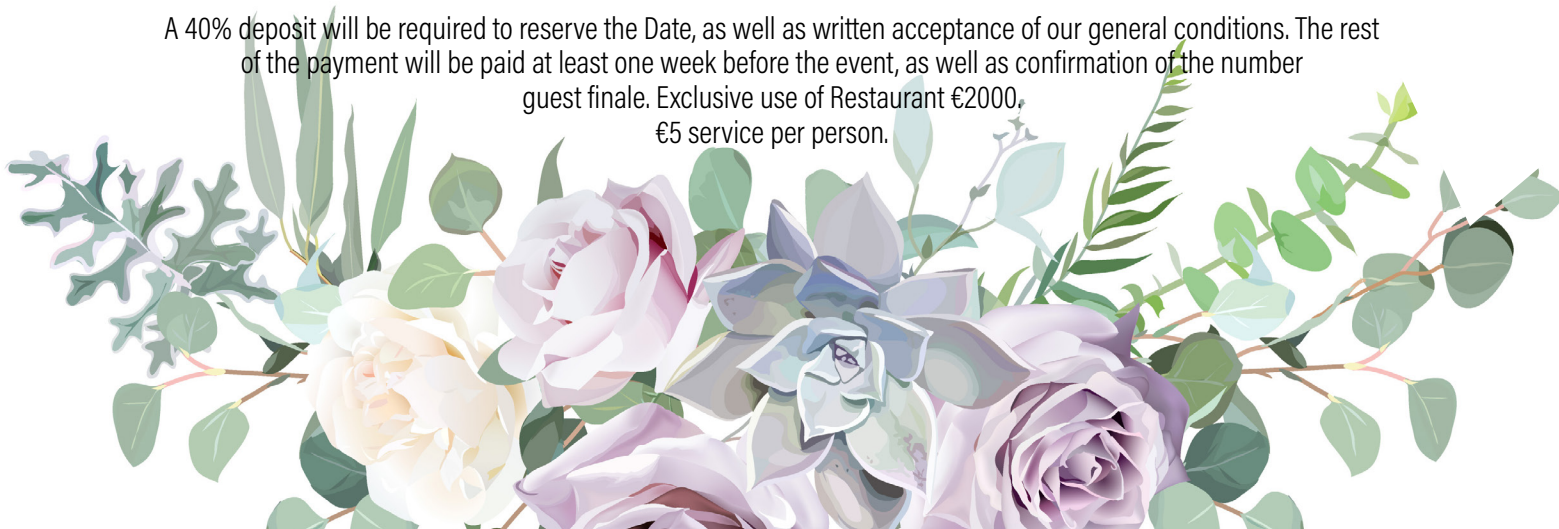 A 40% deposit will be required to reserve the Date, as well as written acceptance of our general conditions. The rest
of the payment will be paid at least one week before the event, as well as confirmation of the number
guest finale. Exclusive use of Restaurant €2000.
€5 service per person.